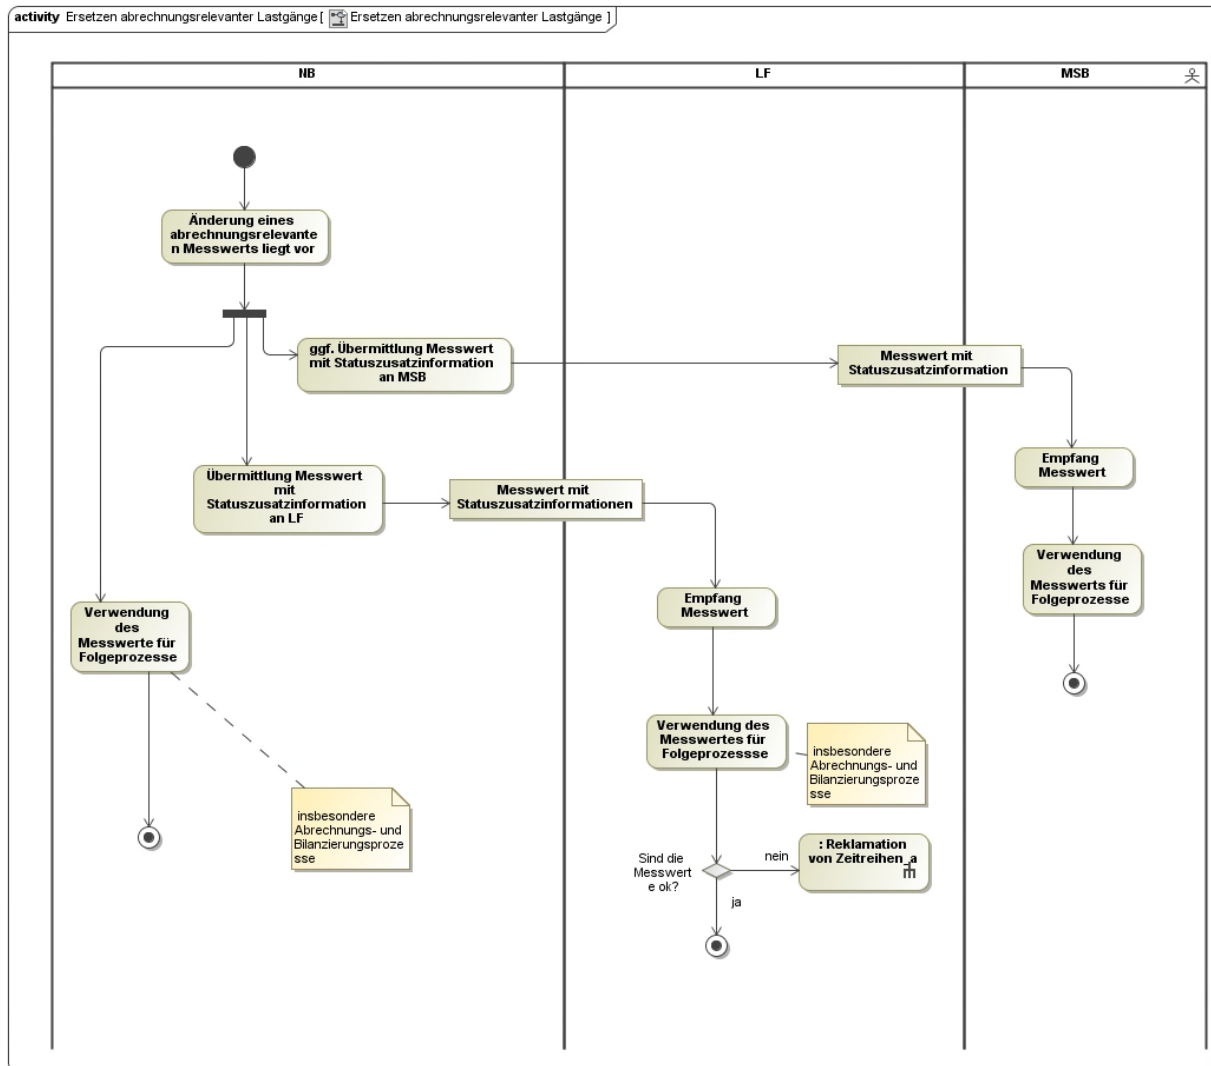 activity Ersetzen abrechnungsrelevanter Lastgänge [ Ersetzen abrechnungsrelevanter Lastgänge ]
NB
LF
MSB
Änderung eines
abrechnungsrelevante
n Messwerts liegt vor
ggf. Übermittlung Messwert
mit Statuszusatzinformation
an MSB
Messwert mit
Statuszusatzinformation
Empfang
Messwert
Übermittlung Messwert
mit
Statuszusatzinformation
an LF
Messwert mit
Statuszusatzinformationen
Verwendung
des
Messwerts für
Folgeprozesse
Empfang
Messwert
Verwendung
des
Messwerte für
Folgeprozesse
Verwendung des
Messwertes für
Folgeprozessse
insbesondere
Abrechnungs- und
Bilanzierungsproze
sse
insbesondere
Abrechnungs- und
Bilanzierungsproze
sse
Sind die
Messwert
e ok?
nein
: Reklamation
von Zeitreihen_a
ja